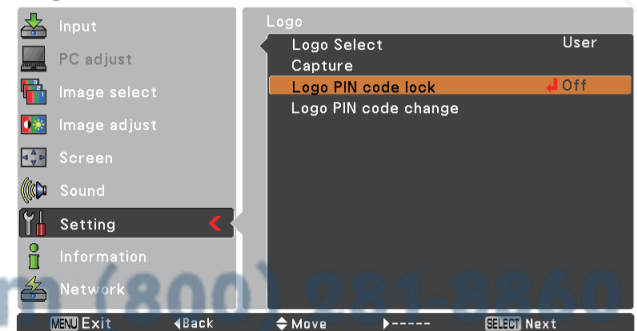 Logo
Input
PC adjust
Image select
Image adjust
Screen
Sound
Setting
Information
Network
Logo Select User
Capture
Logo PIN code lock Off
Logo PIN code change
m (800) 281-8860
MENU Exit Back Move ----- SELECT Next